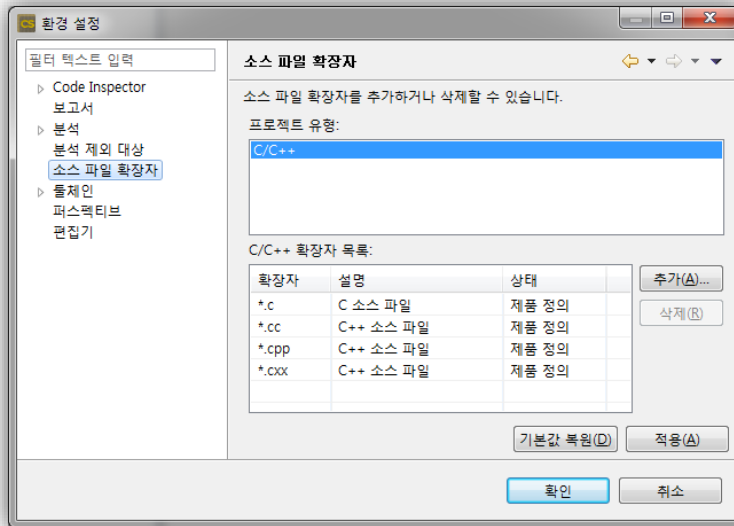 CS 환경 설정
필터 텍스트 입력
Code Inspector
보고서
분석
분석 제외 대상
소스 파일 확장자
툴체인
퍼스펙티브
편집기
소스 파일 확장자
소스 파일 확장자를 추가하거나 삭제할 수 있습니다.
프로젝트 유형:
C/C++
C/C++ 확장자 목록:
확장자 설명 상태
*.c C 소스 파일 제품 정의
*.cc C++ 소스 파일 제품 정의
*.cpp C++ 소스 파일 제품 정의
*.cxx C++ 소스 파일 제품 정의
추가(A)...
삭제(R)
기본값 복원(D) 적용(A)
확인 취소